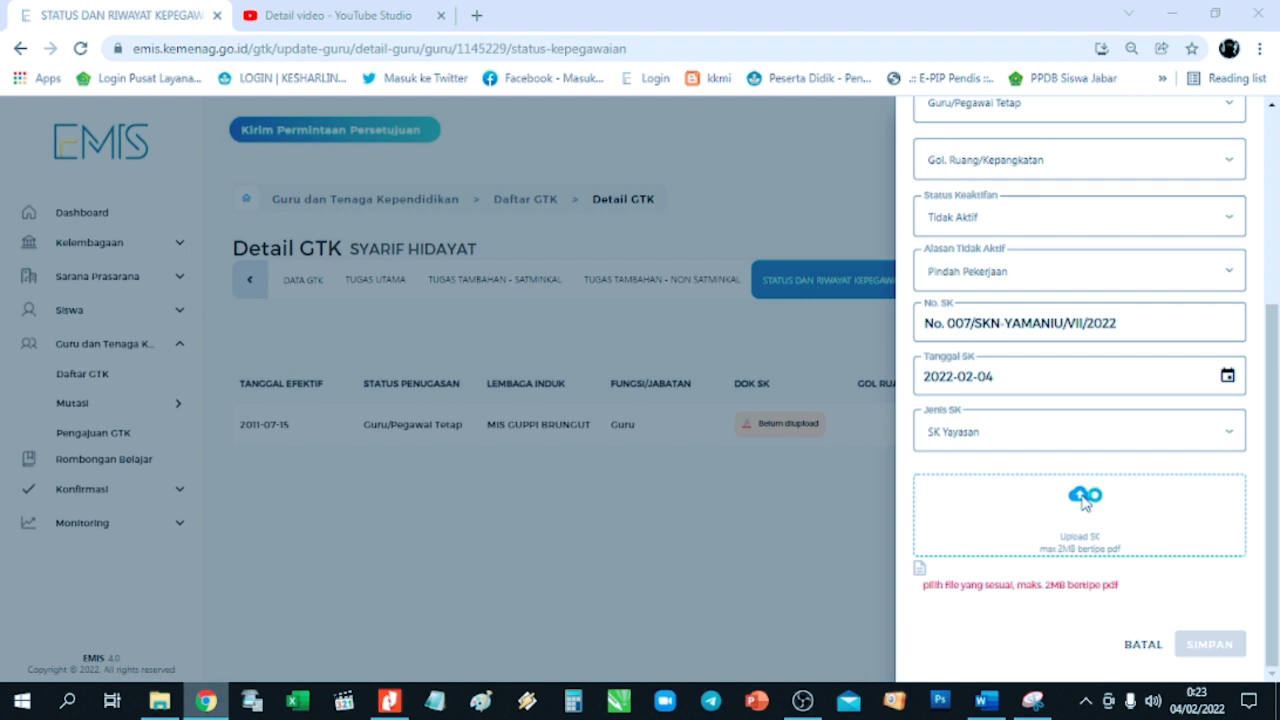 STATUS DAN RIWAYAT KEPEGAW
Detail video - YouTube Studio
emis.kemenag.go.id/gtk/update-guru/detail-guru/guru/1145229/status-kepegawaian
Apps
Login Pusat Layana...
LOGIN | KESHARLIN...
Masuk ke Twitter
Facebook - Masuk...
Login
kkmi
Peserta Didik - Pen...
.:: E-PIP Pendis ::..
PPDB Siswa Jabar
»
Reading list
EMIS
Dashboard
Kelembagaan
Sarana Prasarana
Siswa
Guru dan Tenaga K...
Daftar GTK
Mutasi
Pengajuan GTK
Rombongan Belajar
Konfirmasi
Monitoring
EMIS 4.0
Copyright © 2022. All rights reserved
Kirim Permintaan Persetujuan
Guru dan Tenaga Kependidikan > Daftar GTK > Detail GTK
Detail GTK SYARIF HIDAYAT
DATA GTK
TUGAS UTAMA
TUGAS TAMBAHAN - SATMINKAL
TUGAS TAMBAHAN - NON SATMINKAL
STATUS DAN RIWAYAT KEPEGAWA
TANGGAL EFEKTIF STATUS PENUGASAN LEMBAGA INDUK FUNGSI/JABATAN DOK SK GOL RUA
2011-07-15 Guru/Pegawai Tetap MIS GUPPI BRUNGUT Guru Belum diupload
Guru/Pegawai Tetap
Gol. Ruang/Kepangkatan
Status Keaktifan
Tidak Aktif
Alasan Tidak Aktif
Pindah Pekerjaan
No. SK
No. 007/SKN-YAMANIU/VII/2022
Tanggal SK
2022-02-04
Jenis SK
SK Yayasan
Upload SK
max 2MB bertipe pdf
pilih file yang sesuai, maks. 2MB bertipe pdf
BATAL
SIMPAN
0:23
04/02/2022